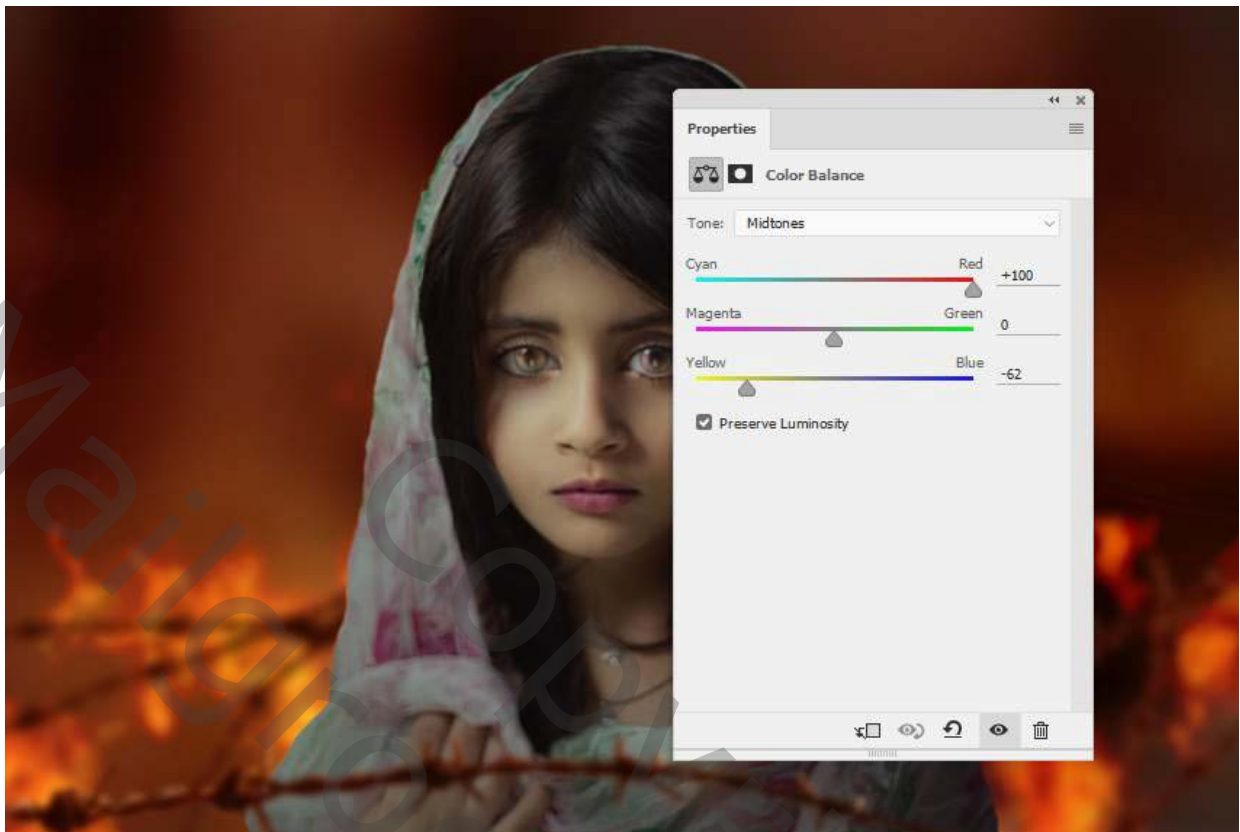 Properties
Color Balance
Tone: Midtones
Cyan Red +100
Magenta Green 0
Yellow Blue -62
Preserve Luminosity